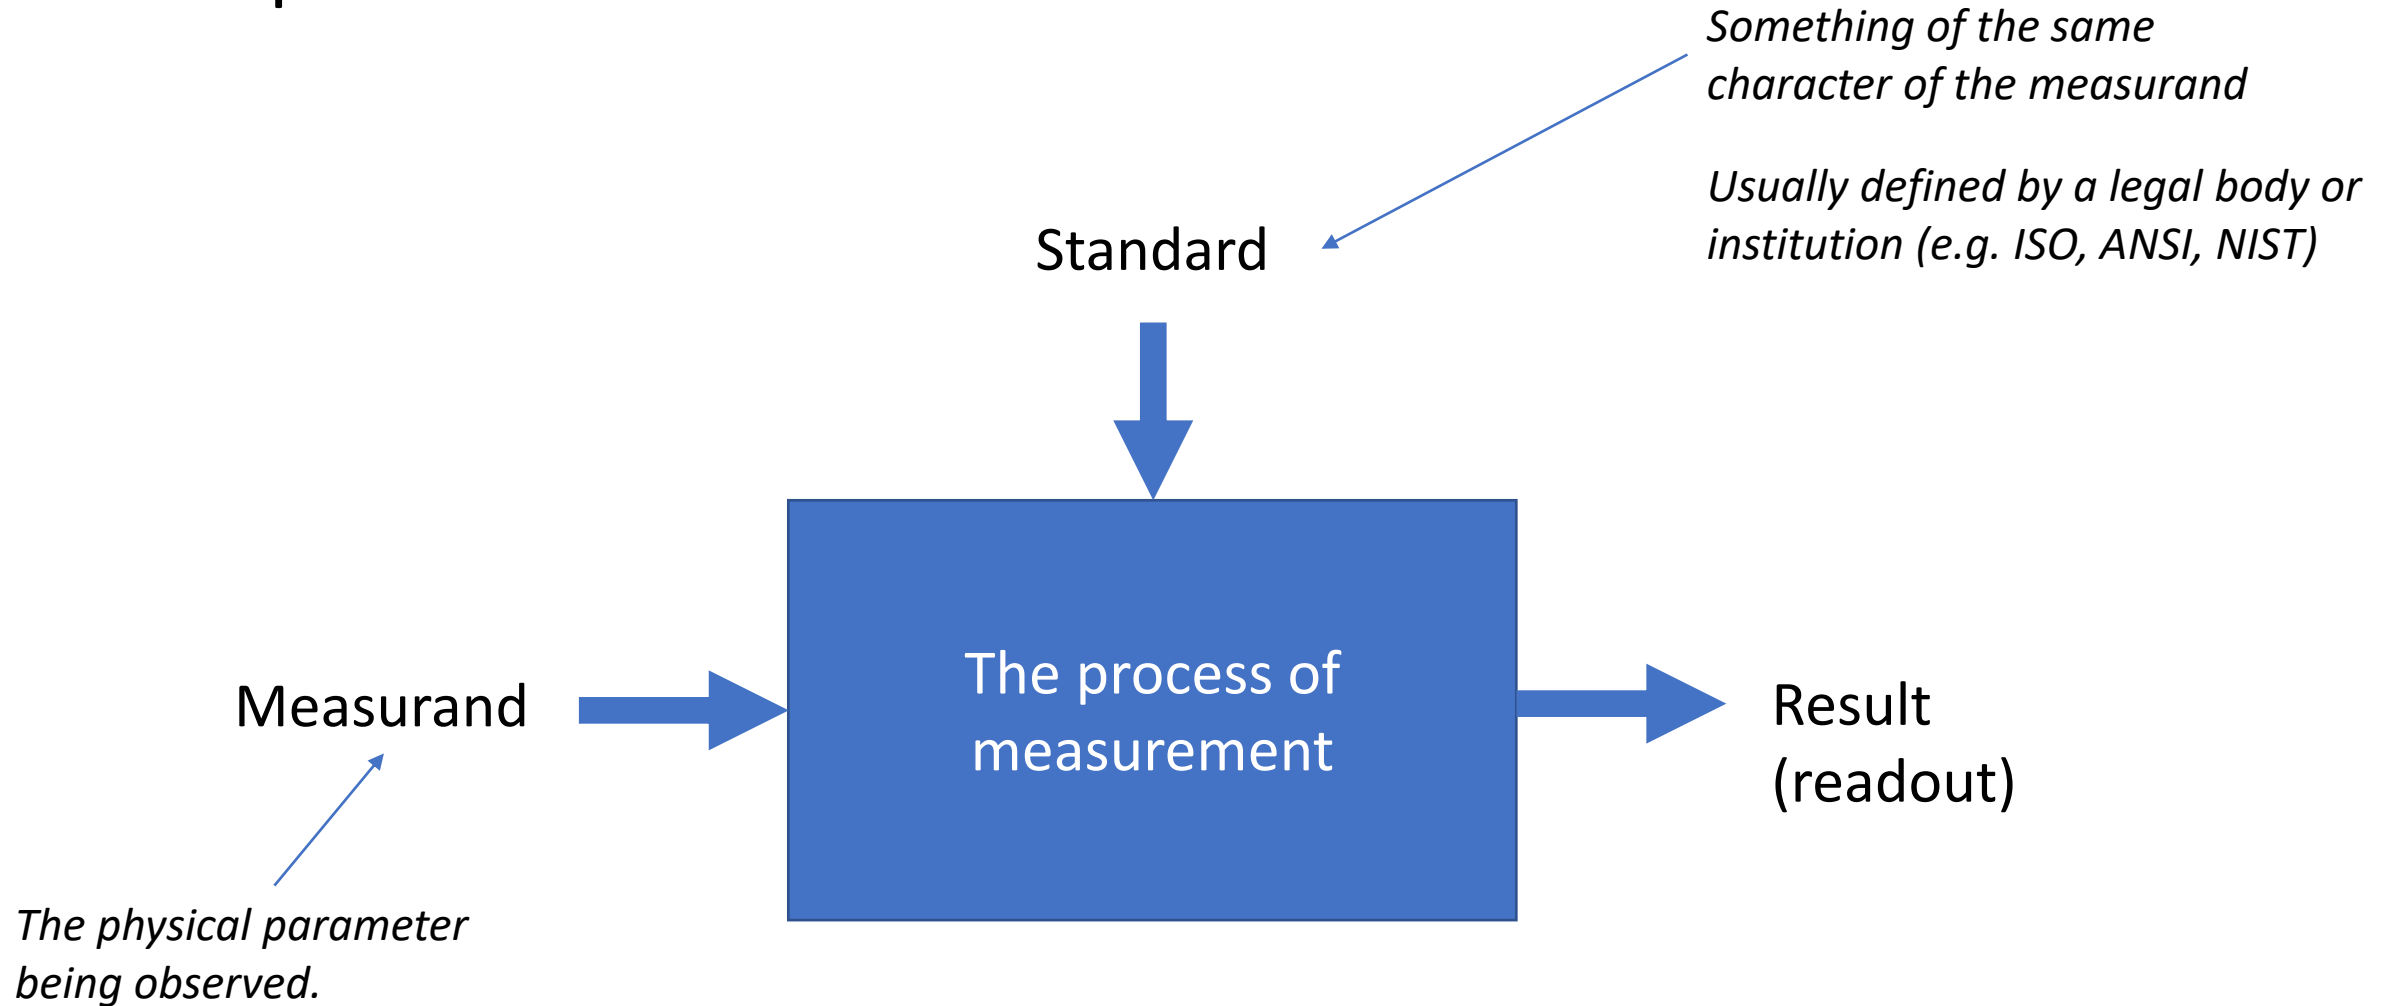 Something of the same
character of the measurand
Usually defined by a legal body or
institution (e.g. ISO, ANSI, NIST)
Standard
The process of
measurement
Measurand
Result
(readout)
The physical parameter
being observed.